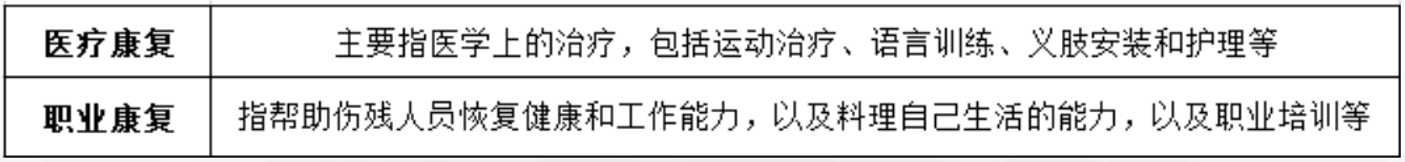 医疗康复 主要指医学上的治疗，包括运动治疗、语言训练、义肢安装和护理等
职业康复 指帮助伤残人员恢复健康和工作能力，以及料理自己生活的能力，以及职业培训等